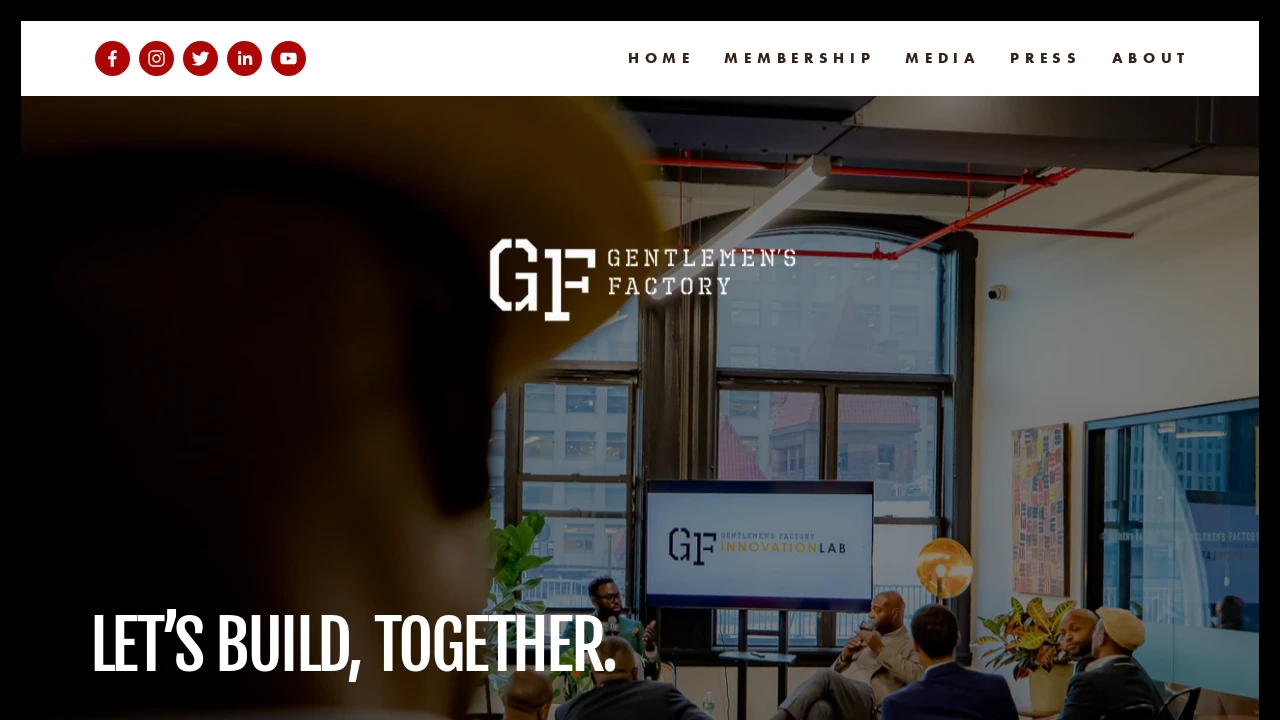 HOME MEMBERSHIP MEDIA PRESS ABOUT
GF GENTLEMEN'S
FACTORY
GF GENTLEMEN'S FACTORY
INNOVATIONLAB
LET’S BUILD, TOGETHER.